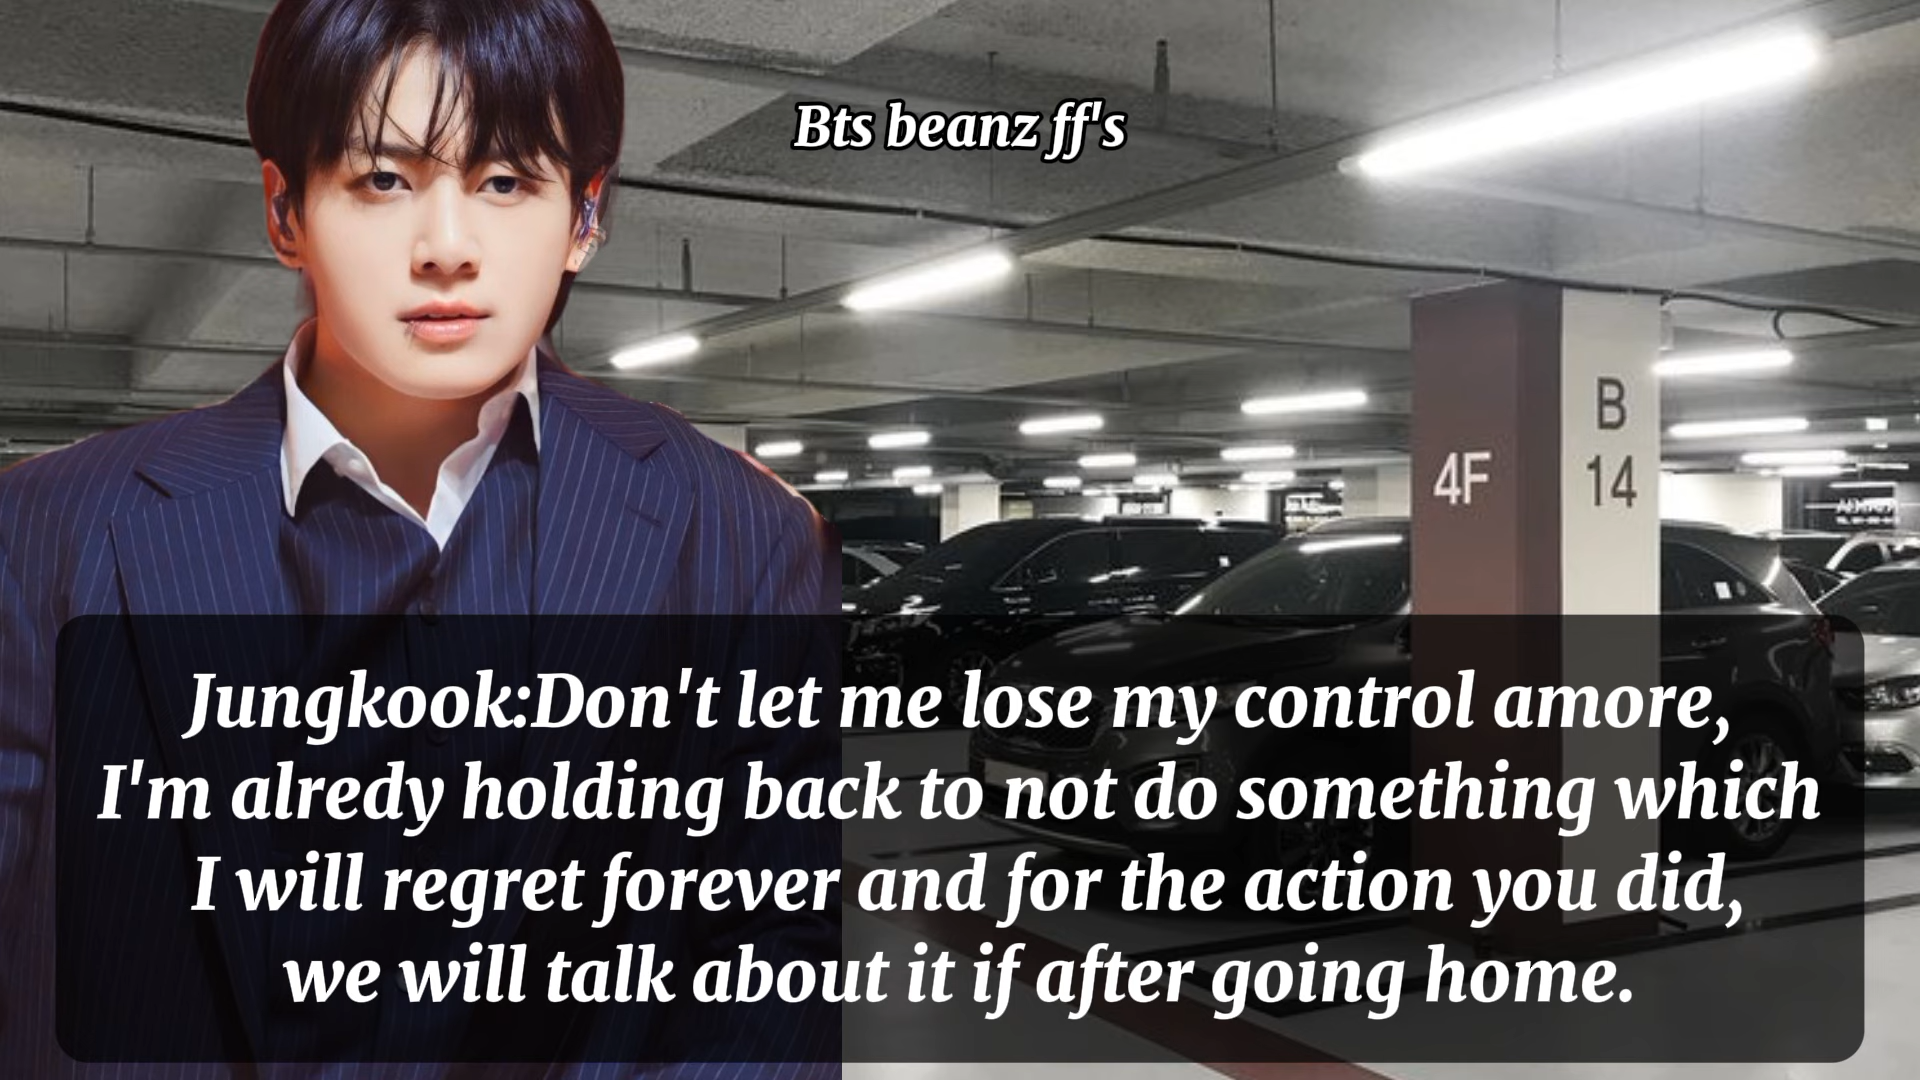 Bts beanz ff's
B
4F
14
Jungkook:Don't let me lose my control amore,
I'm alredy holding back to not do something which
I will regret forever and for the action you did,
we will talk about it if after going home.